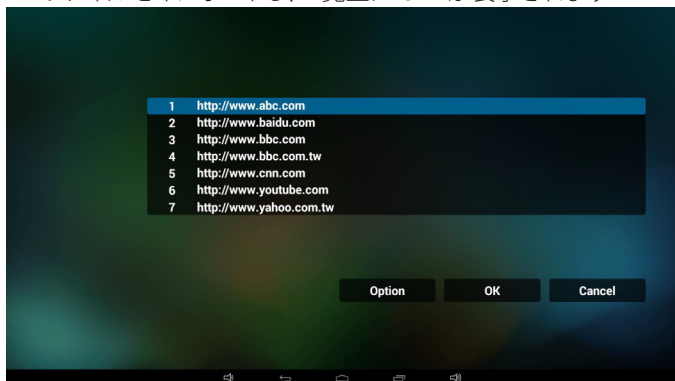 1 http://www.abc.com
2 http://www.baidu.com
3 http://www.bbc.com
4 http://www.bbc.com.tw
5 http://www.cnn.com
6 http://www.youtube.com
7 http://www.yahoo.com.tw
Option OK Cancel